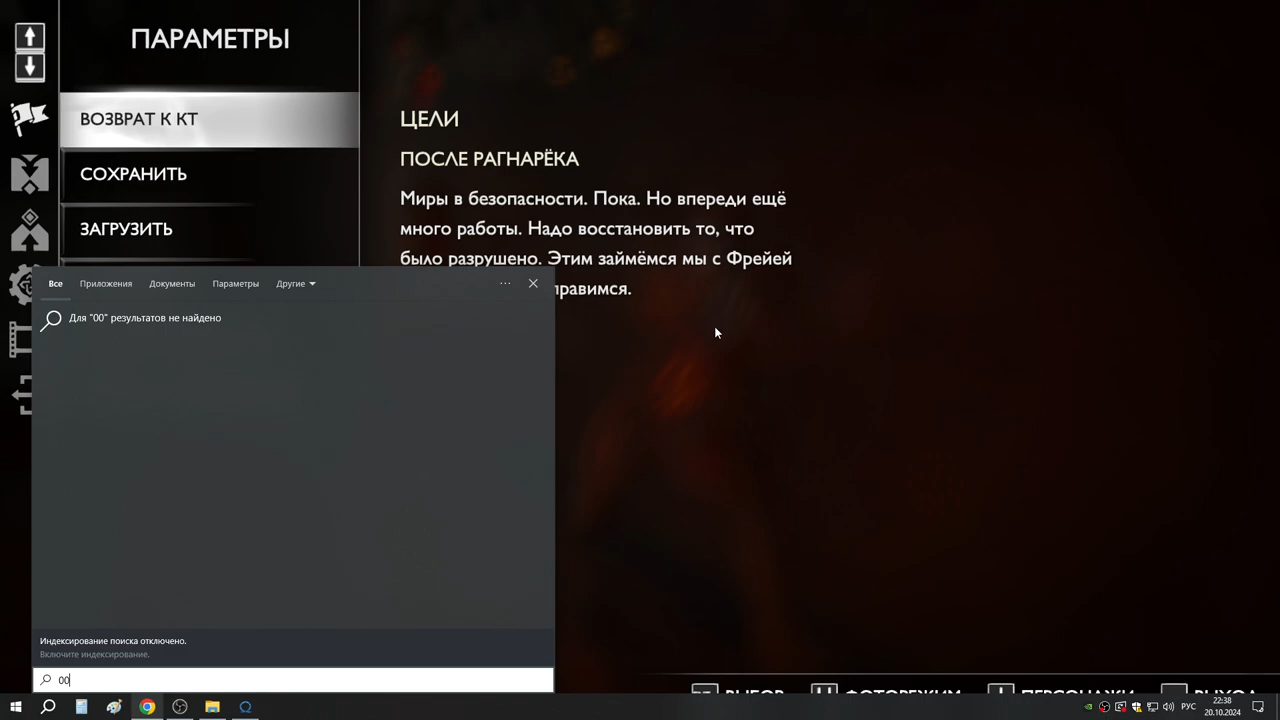 ПАРАМЕТРЫ
ВОЗВРАТ К КТ
СОХРАНИТЬ
ЗАГРУЗИТЬ
ЦЕЛИ
ПОСЛЕ РАГНАРЁКА
Миры в безопасности. Пока. Но впереди ещё
много работы. Надо восстановить то, что
было разрушено. Этим займёмся мы с Фрейей
правимся.
Все Приложения Документы Параметры Другие
Для "00" результатов не найдено
Индексирование поиска отключено.
Включите индексирование.
00
ВЫБОР ФОТОРЕЖИМ ПЕРСОНАЖИ ВЫХОД
РУС
22:38
20.10.2024